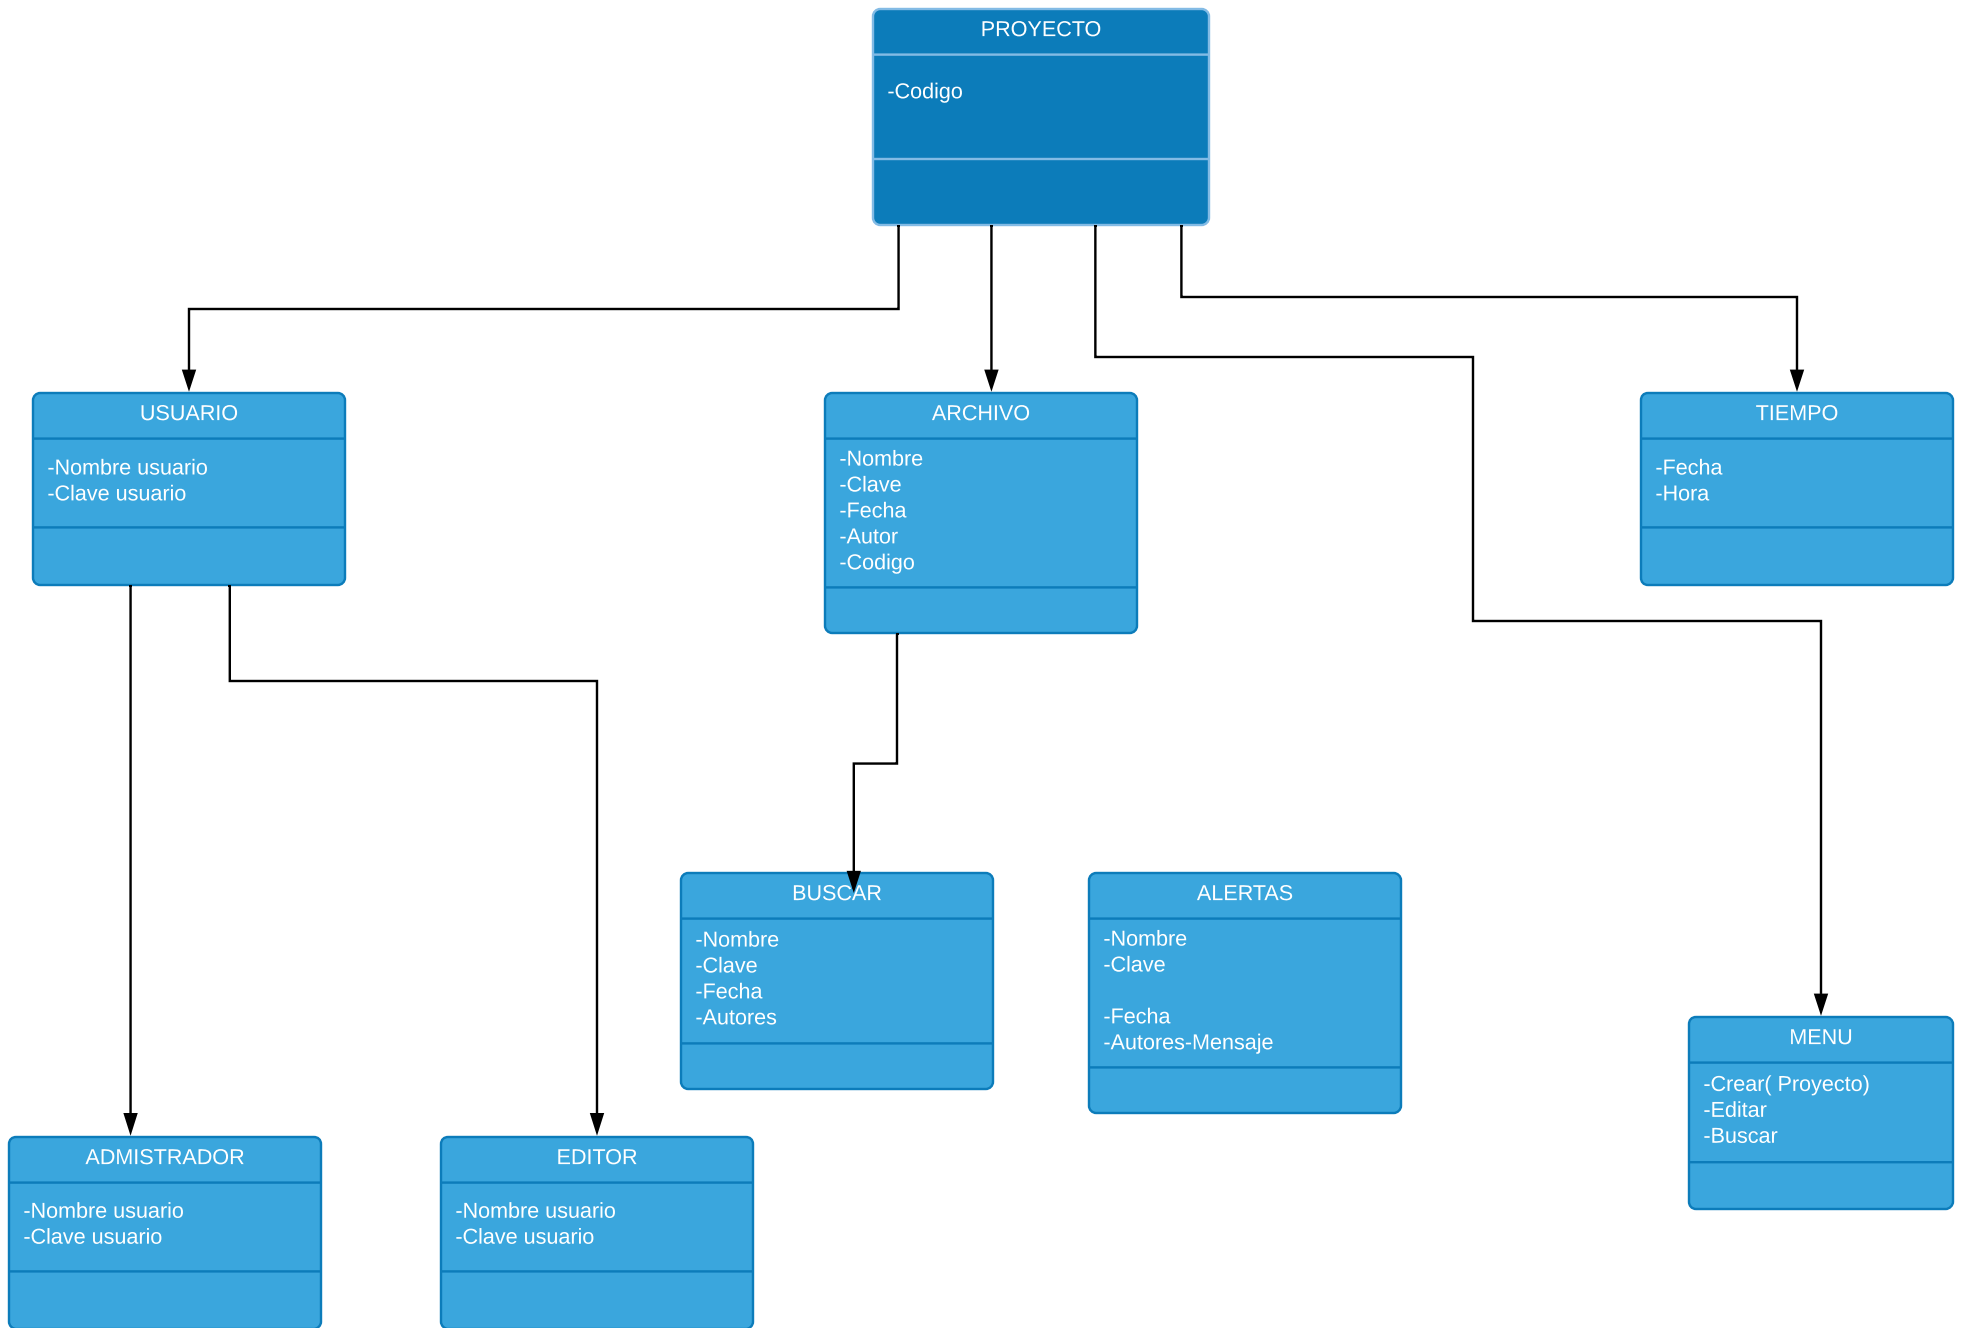 PROYECTO
-Codigo
USUARIO
-Nombre usuario
-Clave usuario
ARCHIVO
-Nombre
-Clave
-Fecha
-Autor
-Codigo
TIEMPO
-Fecha
-Hora
BUSCAR
-Nombre
-Clave
-Fecha
-Autores
ALERTAS
-Nombre
-Clave
-Fecha
-Autores-Mensaje
MENU
-Crear( Proyecto)
-Editar
-Buscar
ADMISTRADOR
-Nombre usuario
-Clave usuario
EDITOR
-Nombre usuario
-Clave usuario